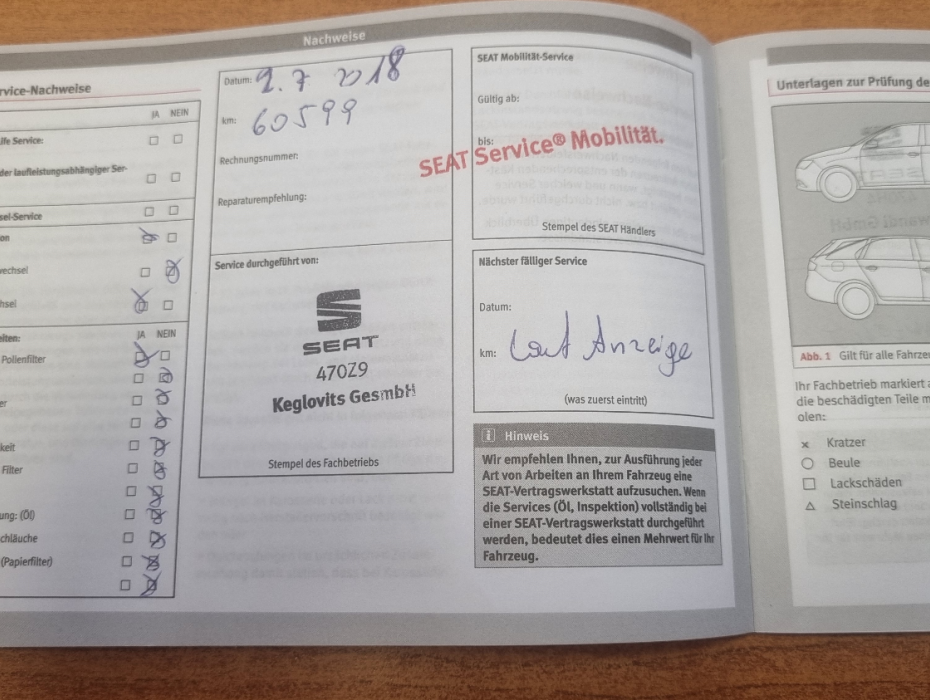 Nachweise
rvice-Nachweise
JA NEIN
lfe Service:
der laufleistungsabhängiger Ser-
sel-Service
on
wechsel
hsel
eiten:
JA NEIN
Pollenfilter
er
keit
Filter
ung: (Öl)
chläuche
(Papierfilter)
Datum: 9.7 2018
km: 60599
Rechnungsnummer:
Reparaturempfehlung:
Service durchgeführt von:
SEAT
470Z9
Keglovits GesmbH
Stempel des Fachbetriebs
SEAT Mobilität-Service
Gültig ab:
bis:
SEAT Service® Mobilität.
Stempel des SEAT Händlers
Nächster fälliger Service
Datum:
km: Laut Anzeige
(was zuerst eintritt)
i Hinweis
Wir empfehlen Ihnen, zur Ausführung jeder
Art von Arbeiten an Ihrem Fahrzeug eine
SEAT-Vertragswerkstatt aufzusuchen. Wenn
die Services (Öl, Inspektion) vollständig bei
einer SEAT-Vertragswerkstatt durchgeführt
werden, bedeutet dies einen Mehrwert für Ihr
Fahrzeug.
Unterlagen zur Prüfung de
Abb. 1 Gilt für alle Fahrze
Ihr Fachbetrieb markiert a
die beschädigten Teile m
olen:
Kratzer
Beule
Lackschäden
Steinschlag